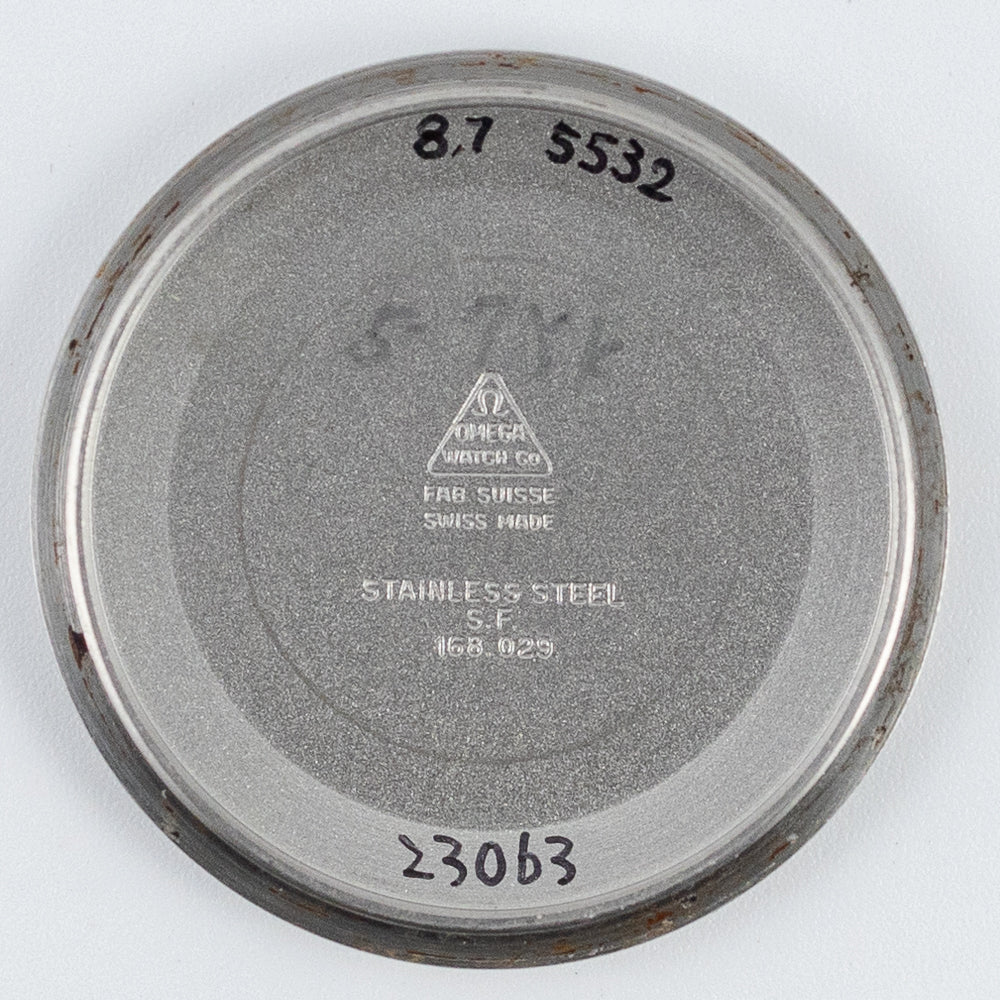 8,7 5532
Ω
OMEGA
WATCH Co
FAB SUISSE
SWISS MADE
STAINLESS STEEL
S.F.
168.029
23063